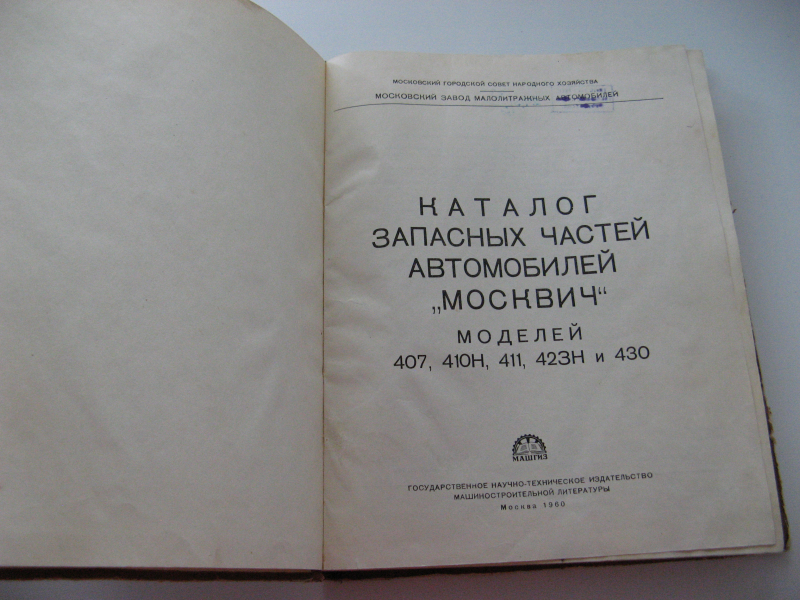 МОСКОВСКИЙ ГОРОДСКОЙ СОВЕТ НАРОДНОГО ХОЗЯЙСТВА
МОСКОВСКИЙ ЗАВОД МАЛОЛИТРАЖНЫХ АВТОМОБИЛЕЙ
КАТАЛОГ
ЗАПАСНЫХ ЧАСТЕЙ
АВТОМОБИЛЕЙ
„МОСКВИЧ“
МОДЕЛЕЙ
407, 410Н, 411, 423Н и 430
МАШГИЗ
ГОСУДАРСТВЕННОЕ НАУЧНО-ТЕХНИЧЕСКОЕ ИЗДАТЕЛЬСТВО
МАШИНОСТРОИТЕЛЬНОЙ ЛИТЕРАТУРЫ
Москва 1960